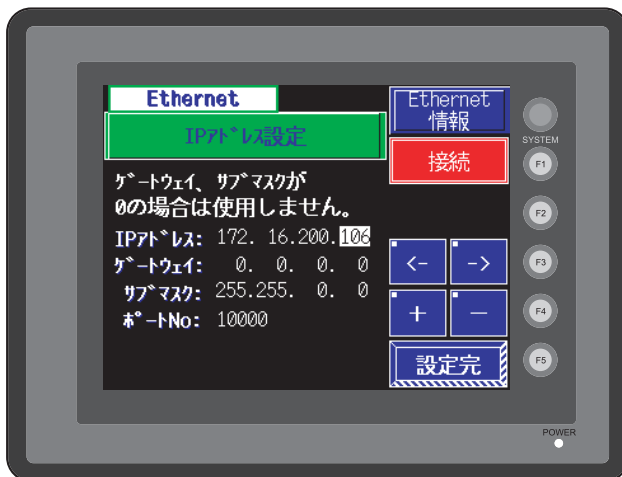 Ethernet
IPｱﾄﾞﾚｽ設定
ｹﾞｰﾄｳｪｲ、ｻﾌﾞﾏｽｸが
0の場合は使用しません。
IPｱﾄﾞﾚｽ: 172. 16.200.106
ｹﾞｰﾄｳｪｲ: 0. 0. 0. 0
ｻﾌﾞﾏｽｸ: 255.255. 0. 0
ﾎﾟｰﾄNo: 10000
Ethernet
情報
接続
<- ->
+ －
設定完
SYSTEM
F1
F2
F3
F4
F5
POWER